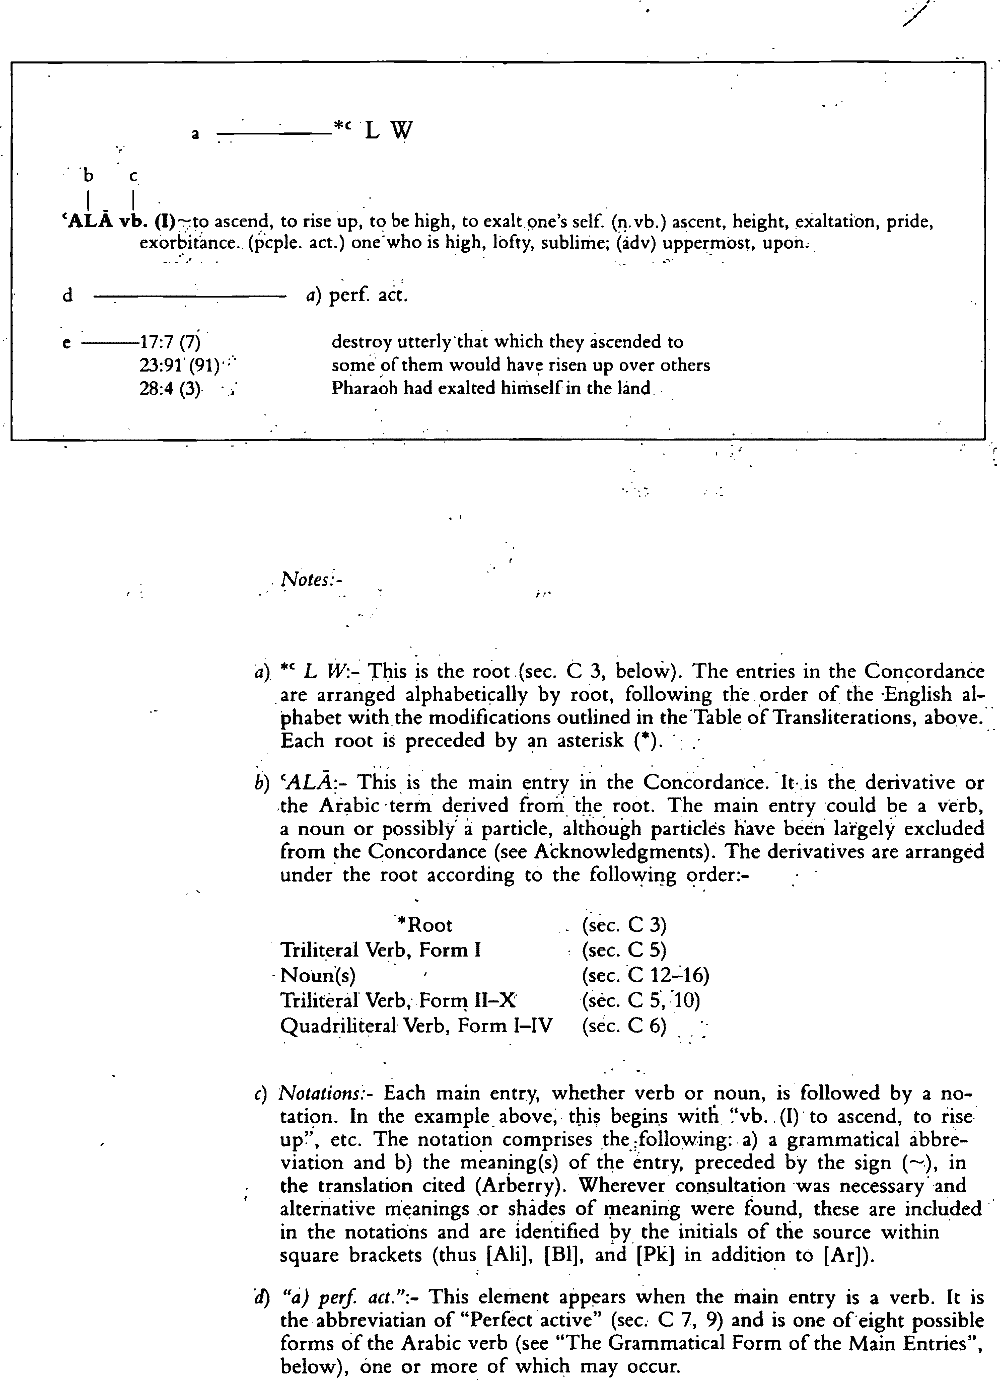 a *ʿ L W
b c
ʿALĀ vb. (I)~to ascend, to rise up, to be high, to exalt one's self. (n.vb.) ascent, height, exaltation, pride,
exorbitance. (pcple. act.) one who is high, lofty, sublime; (adv) uppermost, upon.
d a) perf. act.
e 17:7 (7) destroy utterly that which they ascended to
23:91 (91) some of them would have risen up over others
28:4 (3) Pharaoh had exalted himself in the land
Notes:-
a) *ʿ L W:- This is the root (sec. C 3, below). The entries in the Concordance
are arranged alphabetically by root, following the order of the English al-
phabet with the modifications outlined in the Table of Transliterations, above.
Each root is preceded by an asterisk (*).
b) ʿALĀ:- This is the main entry in the Concordance. It is the derivative or
the Arabic term derived from the root. The main entry could be a verb,
a noun or possibly a particle, although particles have been largely excluded
from the Concordance (see Acknowledgments). The derivatives are arranged
under the root according to the following order:-
*Root (sec. C 3)
Triliteral Verb, Form I (sec. C 5)
Noun(s) (sec. C 12–16)
Triliteral Verb, Form II–X (sec. C 5, 10)
Quadriliteral Verb, Form I–IV (sec. C 6)
c) Notations:- Each main entry, whether verb or noun, is followed by a no-
tation. In the example above, this begins with "vb. (I) to ascend, to rise
up", etc. The notation comprises the following: a) a grammatical abbre-
viation and b) the meaning(s) of the entry, preceded by the sign (~), in
the translation cited (Arberry). Wherever consultation was necessary and
alternative meanings or shades of meaning were found, these are included
in the notations and are identified by the initials of the source within
square brackets (thus [Ali], [Bl], and [Pk] in addition to [Ar]).
d) "a) perf. act.":- This element appears when the main entry is a verb. It is
the abbreviatian of "Perfect active" (sec. C 7, 9) and is one of eight possible
forms of the Arabic verb (see "The Grammatical Form of the Main Entries",
below), one or more of which may occur.